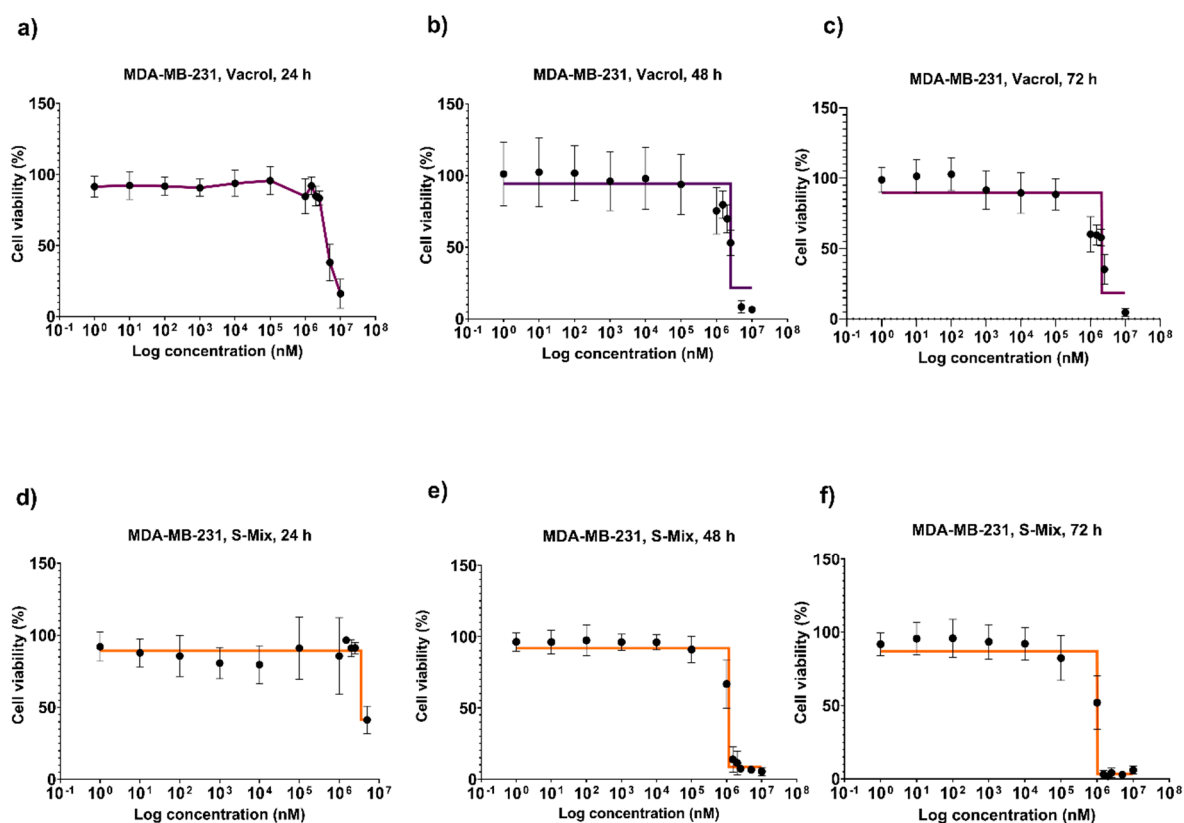 a)
MDA-MB-231, Vacrol, 24 h
Cell viability (%)
150
100
50
0
10-1 100 101 102 103 104 105 106 107 108
Log concentration (nM)
b)
MDA-MB-231, Vacrol, 48 h
Cell viability (%)
150
100
50
0
10-1 100 101 102 103 104 105 106 107 108
Log concentration (nM)
c)
MDA-MB-231, Vacrol, 72 h
Cell viability (%)
150
100
50
0
10-1 100 101 102 103 104 105 106 107 108
Log concentration (nM)
d)
MDA-MB-231, S-Mix, 24 h
Cell viability (%)
150
100
50
0
10-1 100 101 102 103 104 105 106 107
Log concentration (nM)
e)
MDA-MB-231, S-Mix, 48 h
Cell viability (%)
150
100
50
0
10-1 100 101 102 103 104 105 106 107 108
Log concentration (nM)
f)
MDA-MB-231, S-Mix, 72 h
Cell viability (%)
150
100
50
0
10-1 100 101 102 103 104 105 106 107 108
Log concentration (nM)